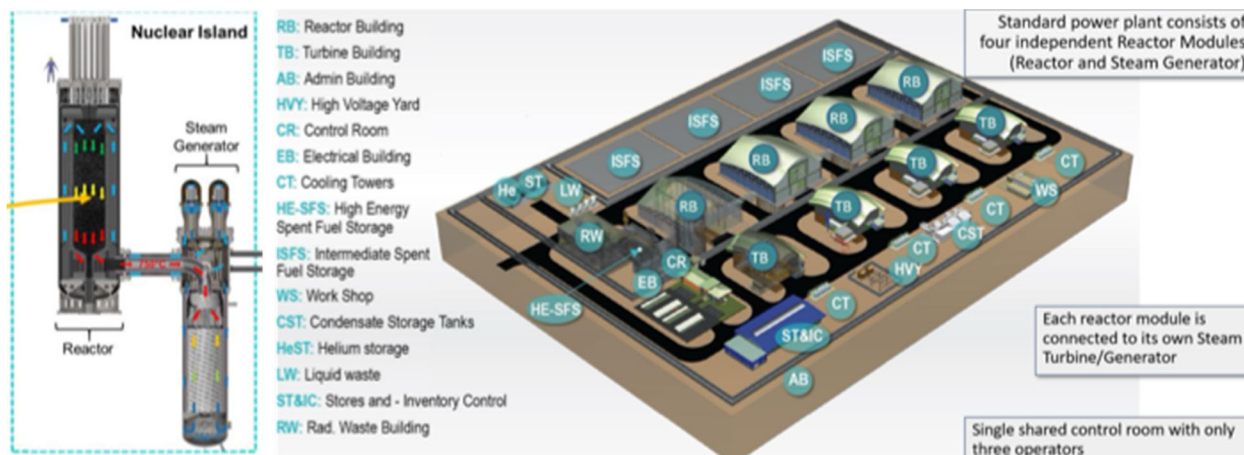 Nuclear Island
Steam
Generator
750°C
Reactor
RB: Reactor Building
TB: Turbine Building
AB: Admin Building
HVY: High Voltage Yard
CR: Control Room
EB: Electrical Building
CT: Cooling Towers
HE-SFS: High Energy
Spent Fuel Storage
ISFS: Intermediate Spent
Fuel Storage
WS: Work Shop
CST: Condensate Storage Tanks
HeST: Helium storage
LW: Liquid waste
ST&IC: Stores and - Inventory Control
RW: Rad. Waste Building
ISFS
ISFS
ISFS
ISFS
RB
RB
RB
RB
TB
TB
TB
TB
He
ST
LW
RW
HE-SFS
EB
CR
CT
WS
CT
CST
CT
HVY
CT
ST&IC
AB
Standard power plant consists of
four independent Reactor Modules
(Reactor and Steam Generator)
Each reactor module is
connected to its own Steam
Turbine/Generator
Single shared control room with only
three operators